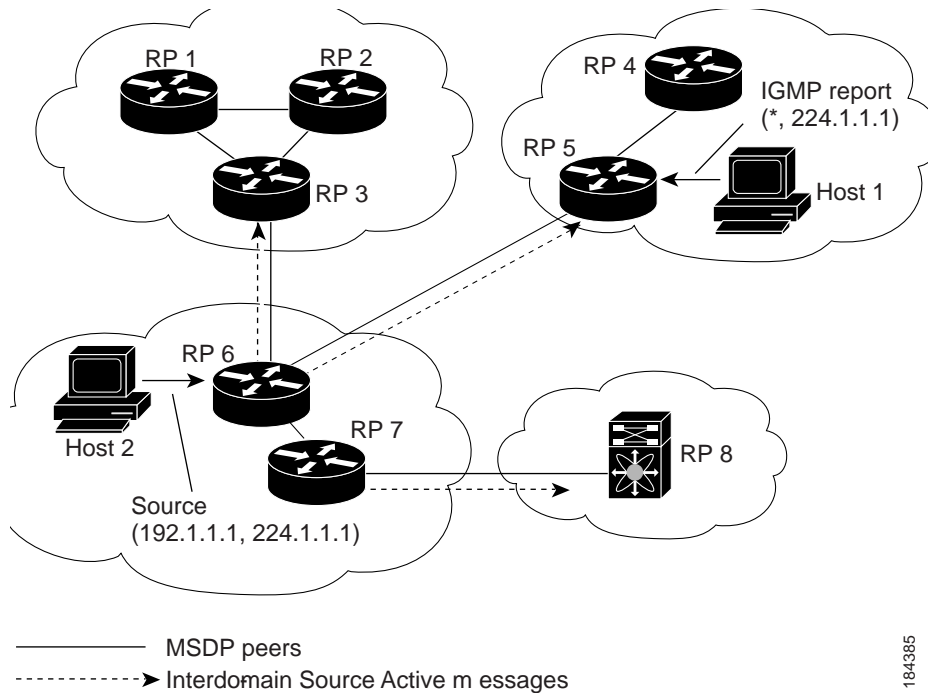 RP 1
RP 2
RP 3
RP 4
IGMP report
(*, 224.1.1.1)
RP 5
Host 1
RP 6
Host 2
RP 7
RP 8
Source
(192.1.1.1, 224.1.1.1)
MSDP peers
Interdomain Source Active m essages
184385